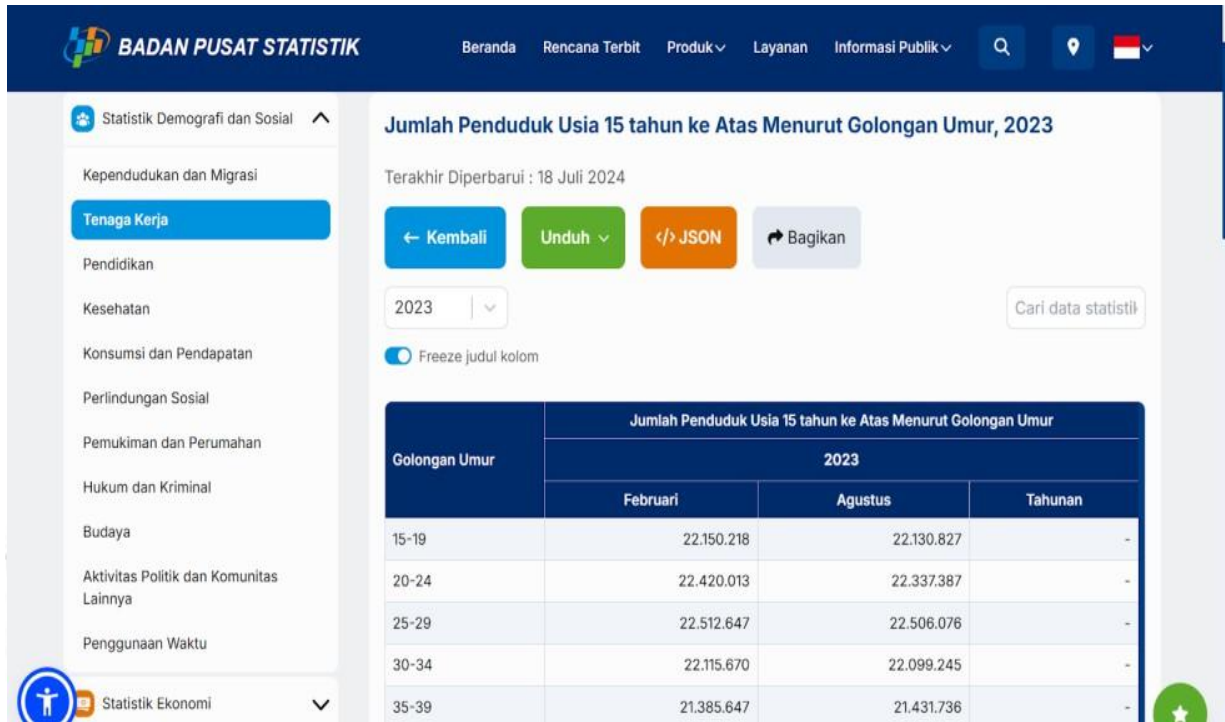 BADAN PUSAT STATISTIK
Beranda Rencana Terbit Produk Layanan Informasi Publik
Statistik Demografi dan Sosial
Kependudukan dan Migrasi
Tenaga Kerja
Pendidikan
Kesehatan
Konsumsi dan Pendapatan
Perlindungan Sosial
Pemukiman dan Perumahan
Hukum dan Kriminal
Budaya
Aktivitas Politik dan Komunitas
Lainnya
Penggunaan Waktu
Statistik Ekonomi
Jumlah Penduduk Usia 15 tahun ke Atas Menurut Golongan Umur, 2023
Terakhir Diperbarui : 18 Juli 2024
← Kembali Unduh </> JSON Bagikan
2023 Cari data statistik
Freeze judul kolom
Jumlah Penduduk Usia 15 tahun ke Atas Menurut Golongan Umur
Golongan Umur 2023
Februari Agustus Tahunan
15-19 22.150.218 22.130.827 -
20-24 22.420.013 22.337.387 -
25-29 22.512.647 22.506.076 -
30-34 22.115.670 22.099.245 -
35-39 21.385.647 21.431.736 -